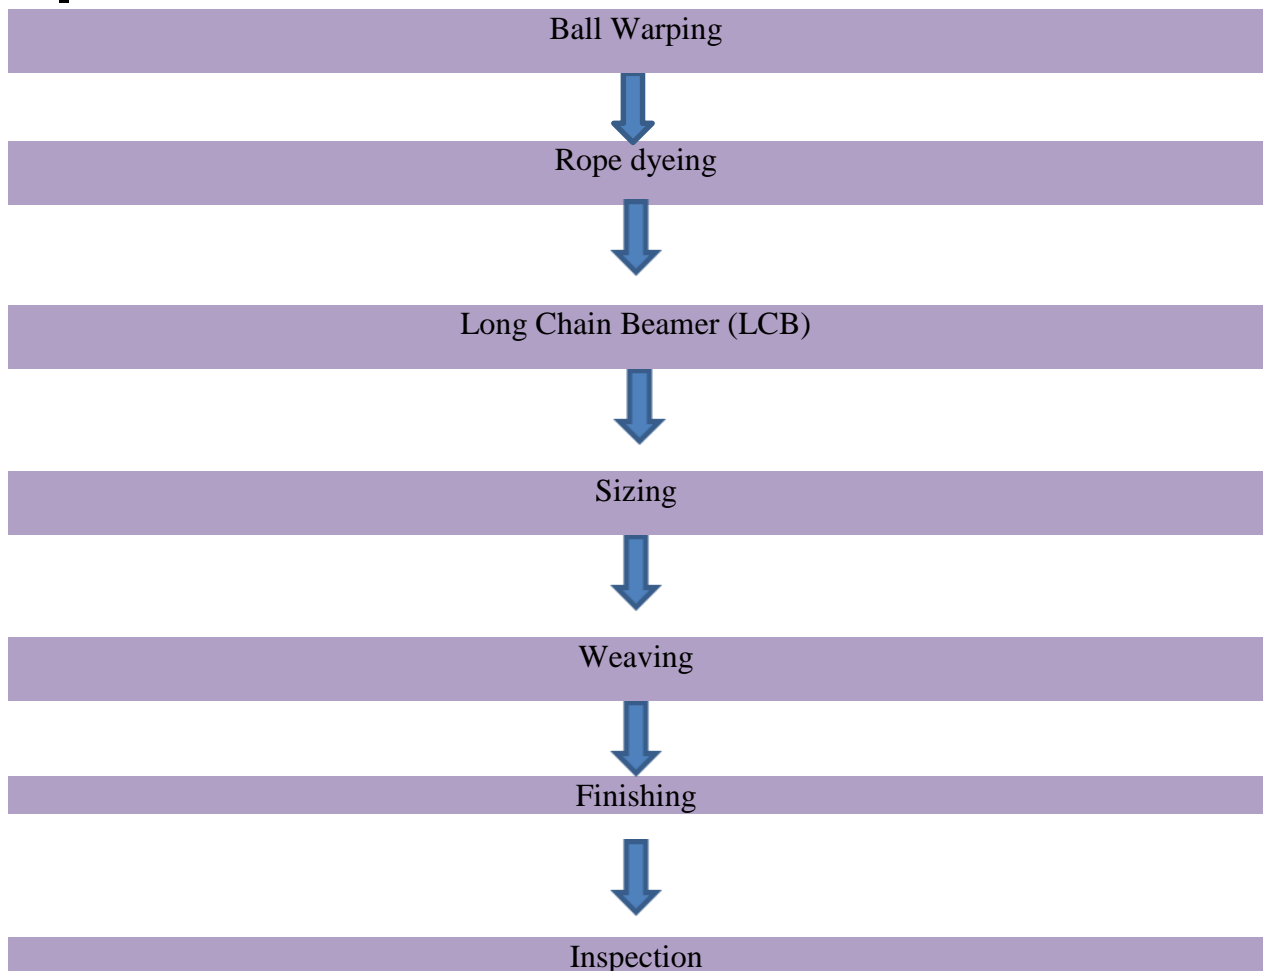 Ball Warping
Rope dyeing
Long Chain Beamer (LCB)
Sizing
Weaving
Finishing
Inspection